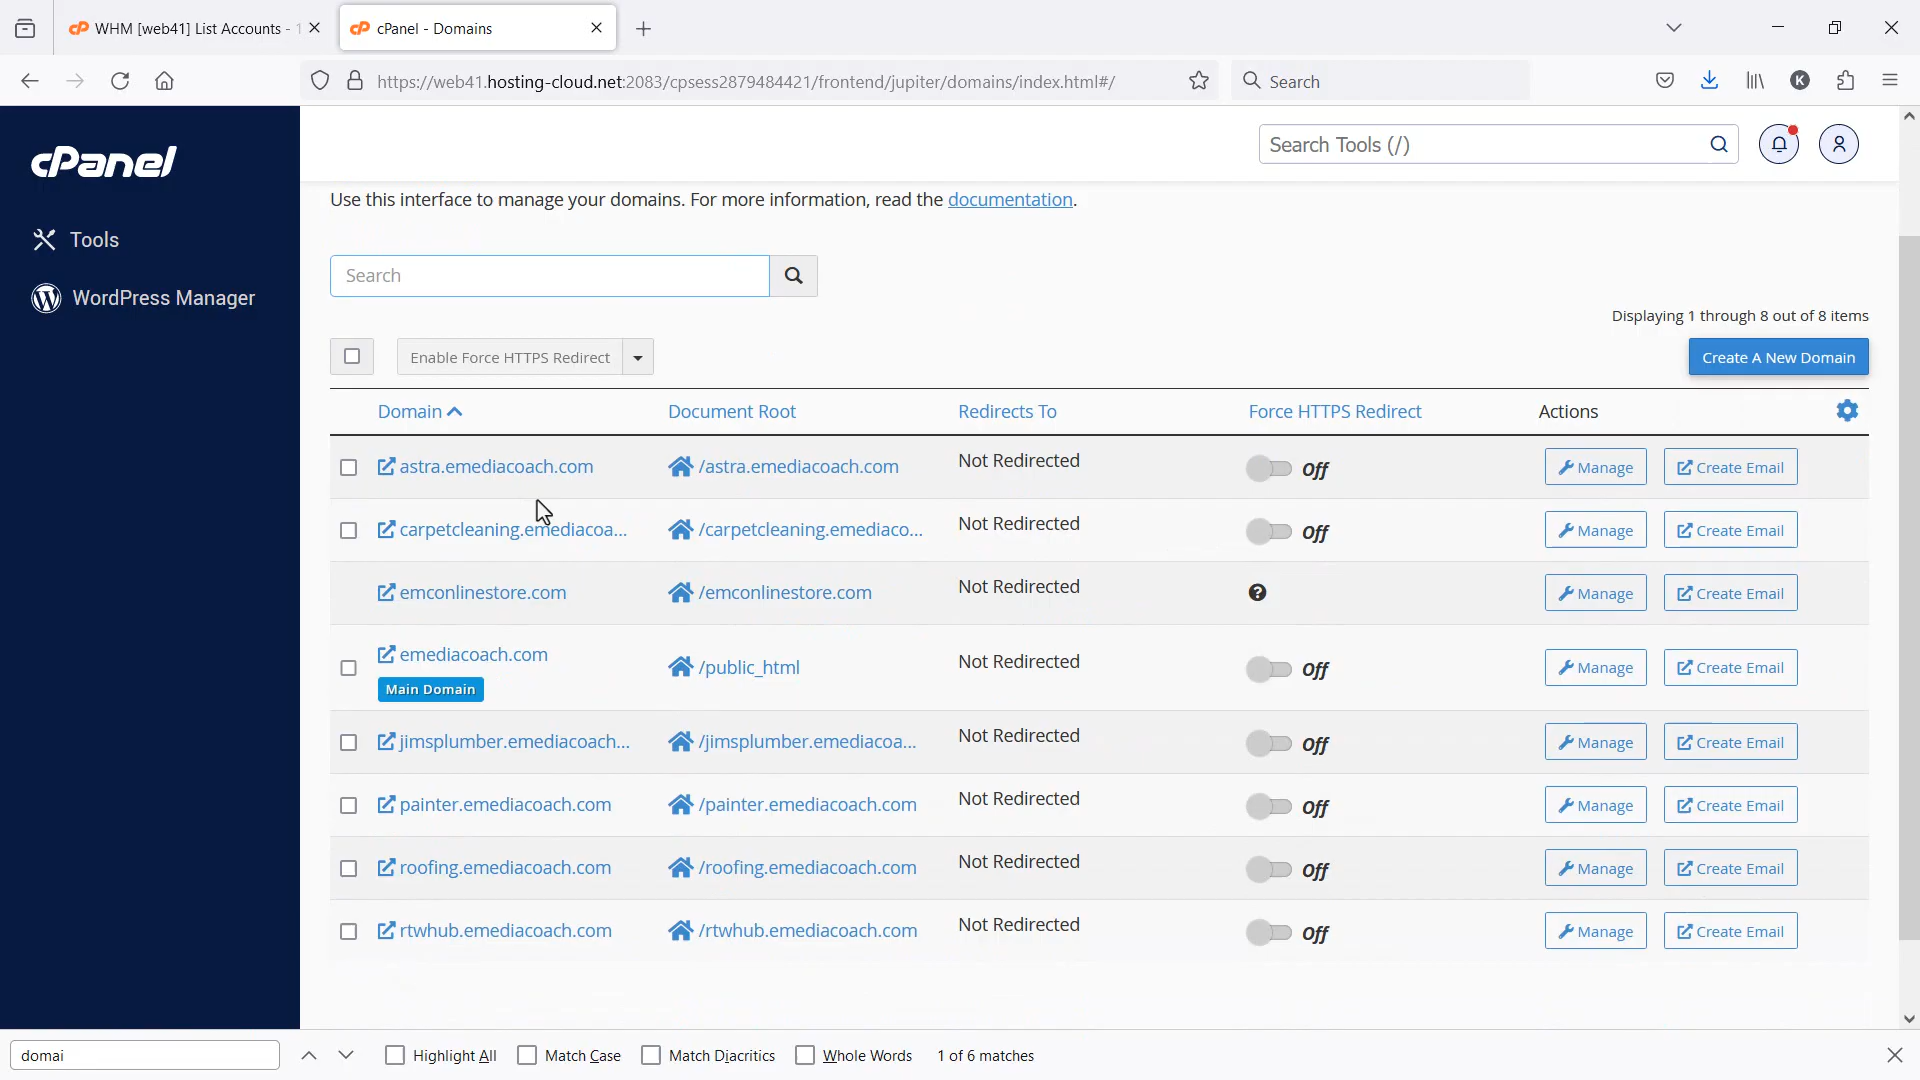 WHM [web41] List Accounts - 1
cPanel - Domains
https://web41.hosting-cloud.net:2083/cpsess2879484421/frontend/jupiter/domains/index.html#/
Search
K
cPanel
Search Tools (/)
Tools
WordPress Manager
Use this interface to manage your domains. For more information, read the documentation.
Search
Displaying 1 through 8 out of 8 items
Enable Force HTTPS Redirect
Create A New Domain
Domain Document Root Redirects To Force HTTPS Redirect Actions
astra.emediacoach.com /astra.emediacoach.com Not Redirected Off Manage Create Email
carpetcleaning.emediacoa... /carpetcleaning.emediaco... Not Redirected Off Manage Create Email
emconlinestore.com /emconlinestore.com Not Redirected ? Manage Create Email
emediacoach.com /public_html Not Redirected Off Manage Create Email
Main Domain
jimsplumber.emediacoach... /jimsplumber.emediacoa... Not Redirected Off Manage Create Email
painter.emediacoach.com /painter.emediacoach.com Not Redirected Off Manage Create Email
roofing.emediacoach.com /roofing.emediacoach.com Not Redirected Off Manage Create Email
rtwhub.emediacoach.com /rtwhub.emediacoach.com Not Redirected Off Manage Create Email
domai Highlight All Match Case Match Diacritics Whole Words 1 of 6 matches